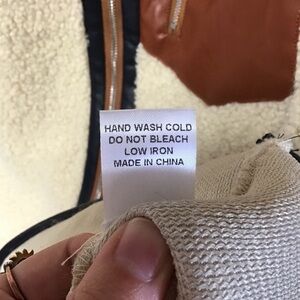 HAND WASH COLD
DO NOT BLEACH
LOW IRON
MADE IN CHINA